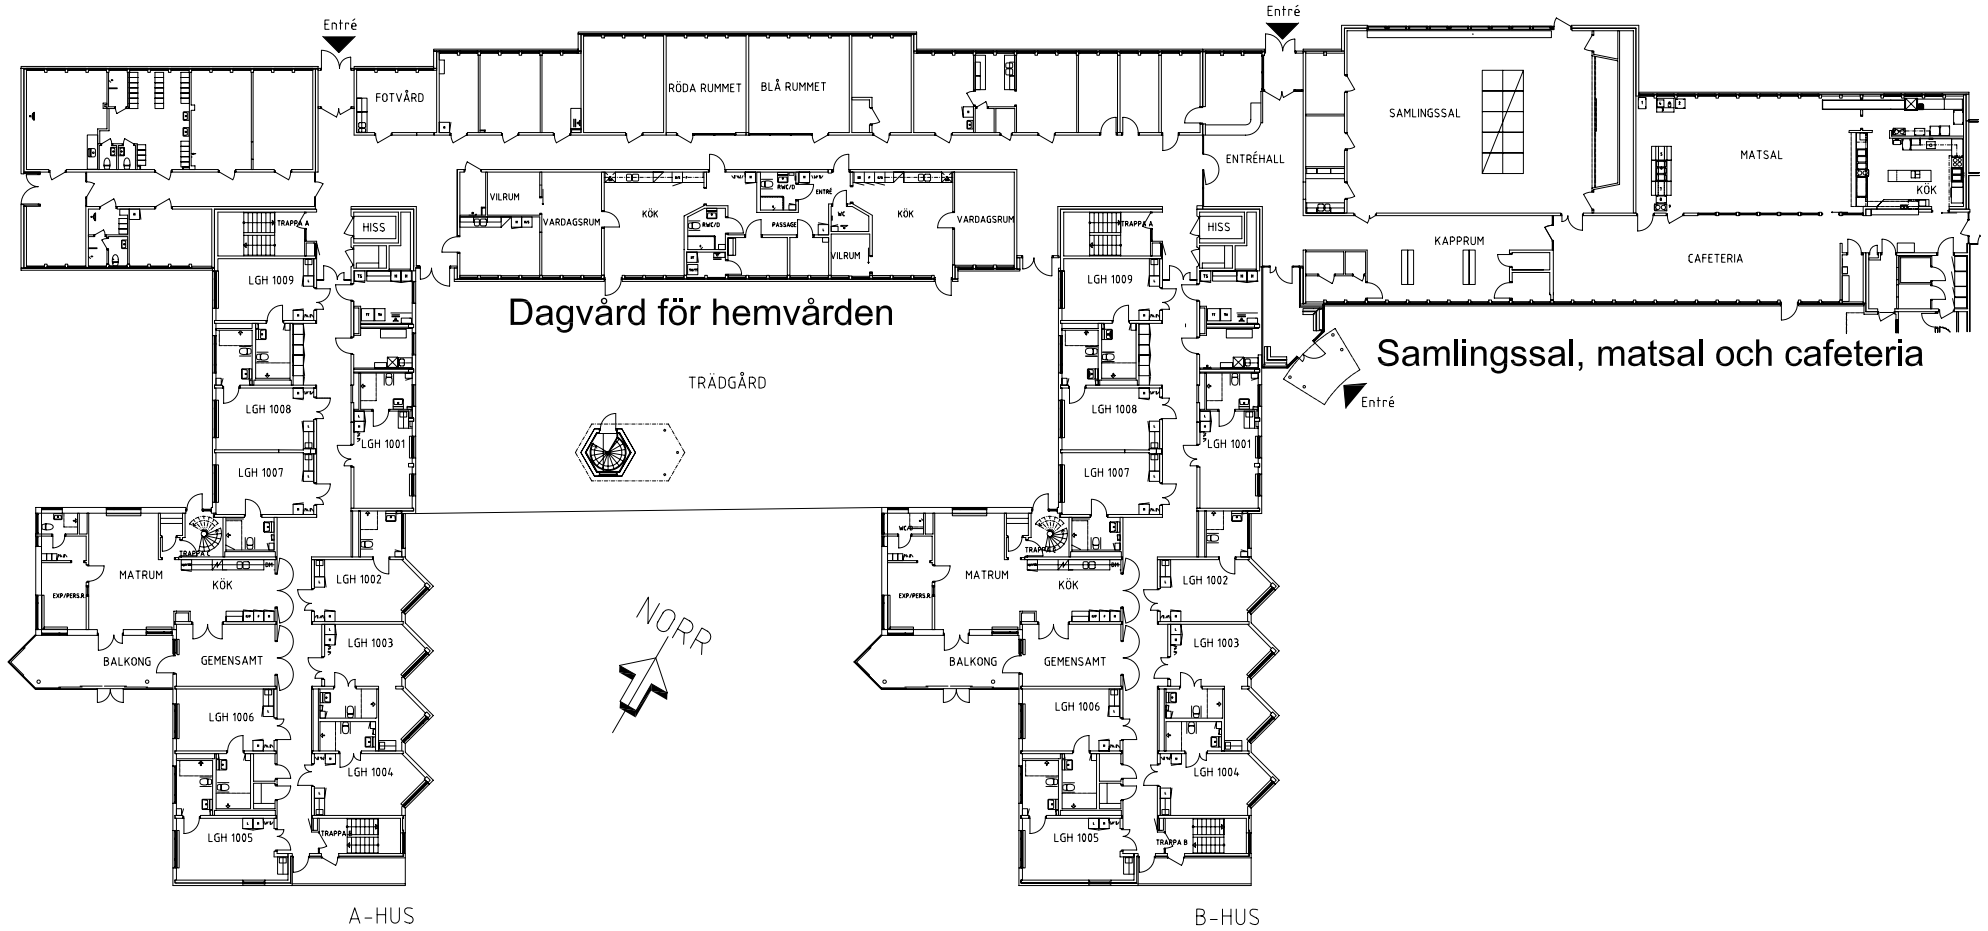 Entré
Entré
FOTVÅRD
RÖDA RUMMET
BLÅ RUMMET
SAMLINGSSAL
MATSAL
ENTRÉHALL
KÖK
VILRUM
VARDAGSRUM
KÖK
RWC/D
RWC/D
ENTRÉ
WC
PASSAGE
VILRUM
KÖK
VARDAGSRUM
TRAPPA A
HISS
TRAPPA A
HISS
KAPPRUM
CAFETERIA
LGH 1009
LGH 1009
Dagvård för hemvården
Samlingssal, matsal och cafeteria
Entré
TRÄDGÅRD
LGH 1008
LGH 1001
LGH 1007
LGH 1008
LGH 1001
LGH 1007
MATRUM
TRAPPA C
KÖK
LGH 1002
EXP/PERS.R
WC/D
MATRUM
KÖK
LGH 1002
EXP/PERS.R
NORR
BALKONG
GEMENSAMT
LGH 1003
BALKONG
GEMENSAMT
LGH 1003
LGH 1006
LGH 1004
LGH 1006
LGH 1004
LGH 1005
TRAPPA
LGH 1005
TRAPPA B
A-HUS
B-HUS